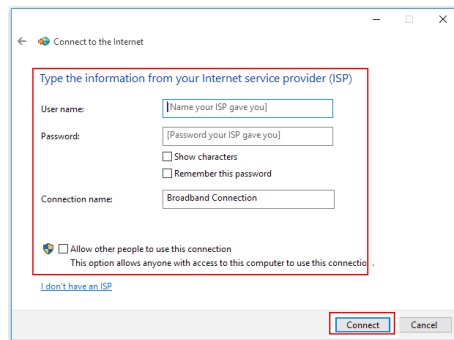 Connect to the Internet
Type the information from your Internet service provider (ISP)
User name: [Name your ISP gave you]
Password: [Password your ISP gave you]
Show characters
Remember this password
Connection name: Broadband Connection
Allow other people to use this connection
This option allows anyone with access to this computer to use this connectio .
I don't have an ISP
Connect Cancel